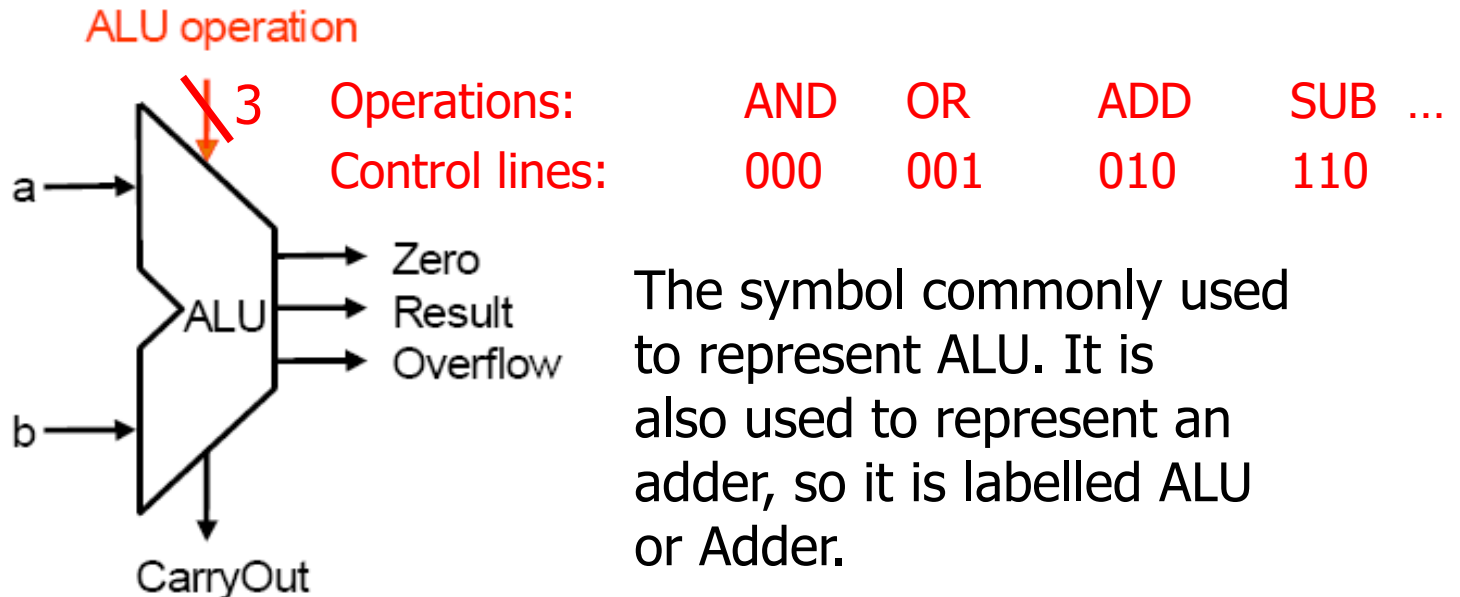 ALU operation
3
Operations: AND OR ADD SUB ...
Control lines: 000 001 010 110
a
Zero
ALU
Result
Overflow
b
CarryOut
The symbol commonly used
to represent ALU. It is
also used to represent an
adder, so it is labelled ALU
or Adder.